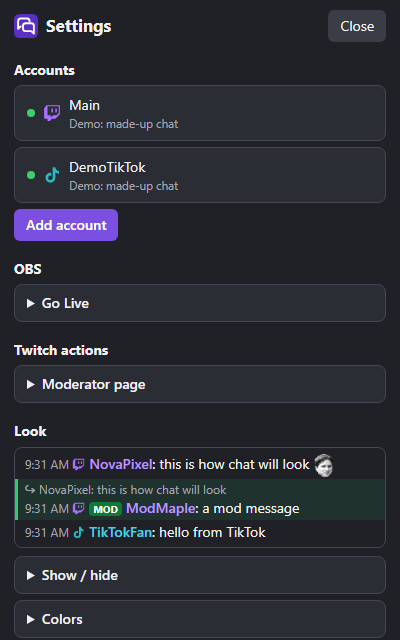 Settings
Close
Accounts
Main
Demo: made-up chat
DemoTikTok
Demo: made-up chat
Add account
OBS
▶ Go Live
Twitch actions
▶ Moderator page
Look
9:31 AM NovaPixel: this is how chat will look
↪ NovaPixel: this is how chat will look
9:31 AM MOD ModMaple: a mod message
9:31 AM TikTokFan: hello from TikTok
▶ Show / hide
▶ Colors